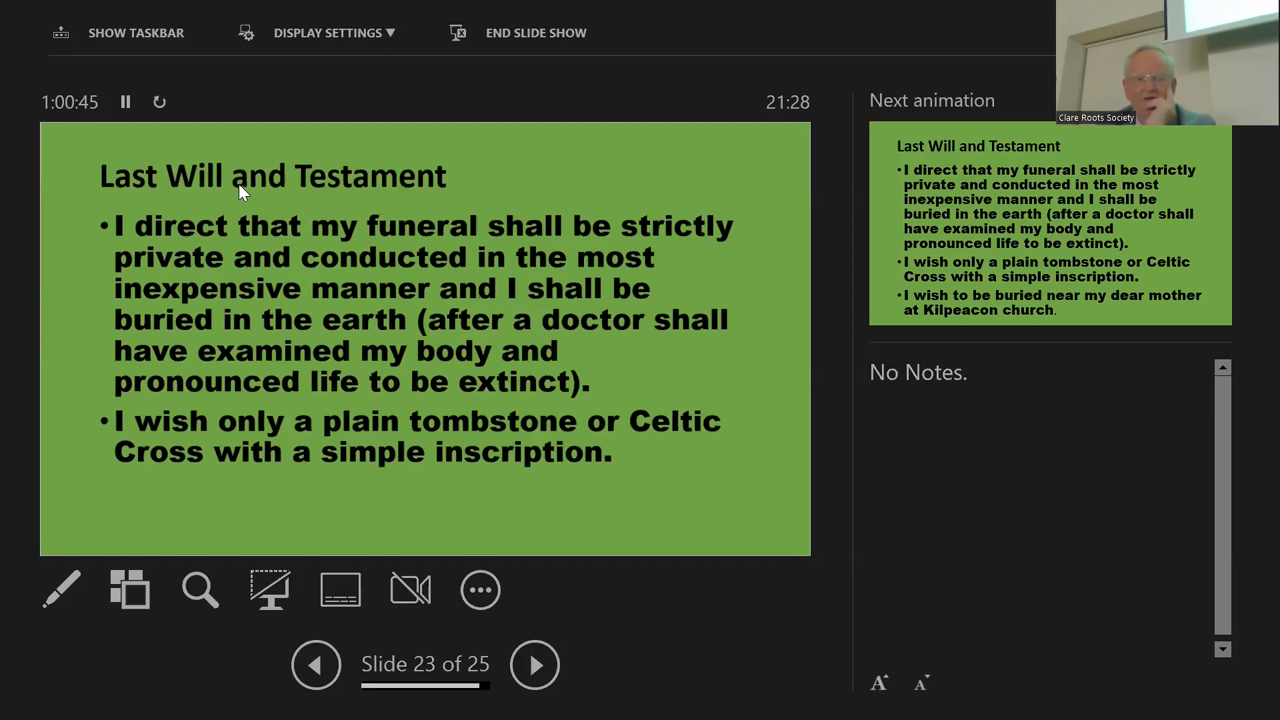 SHOW TASKBAR
DISPLAY SETTINGS ▼
END SLIDE SHOW
Clare Roots Society
1:00:45
21:28
Last Will and Testament
•I direct that my funeral shall be strictly
private and conducted in the most
inexpensive manner and I shall be
buried in the earth (after a doctor shall
have examined my body and
pronounced life to be extinct).
•I wish only a plain tombstone or Celtic
Cross with a simple inscription.
Slide 23 of 25
Next animation
Last Will and Testament
•I direct that my funeral shall be strictly
private and conducted in the most
inexpensive manner and I shall be
buried in the earth (after a doctor shall
have examined my body and
pronounced life to be extinct).
•I wish only a plain tombstone or Celtic
Cross with a simple inscription.
•I wish to be buried near my dear mother
at Kilpeacon church.
No Notes.
A A